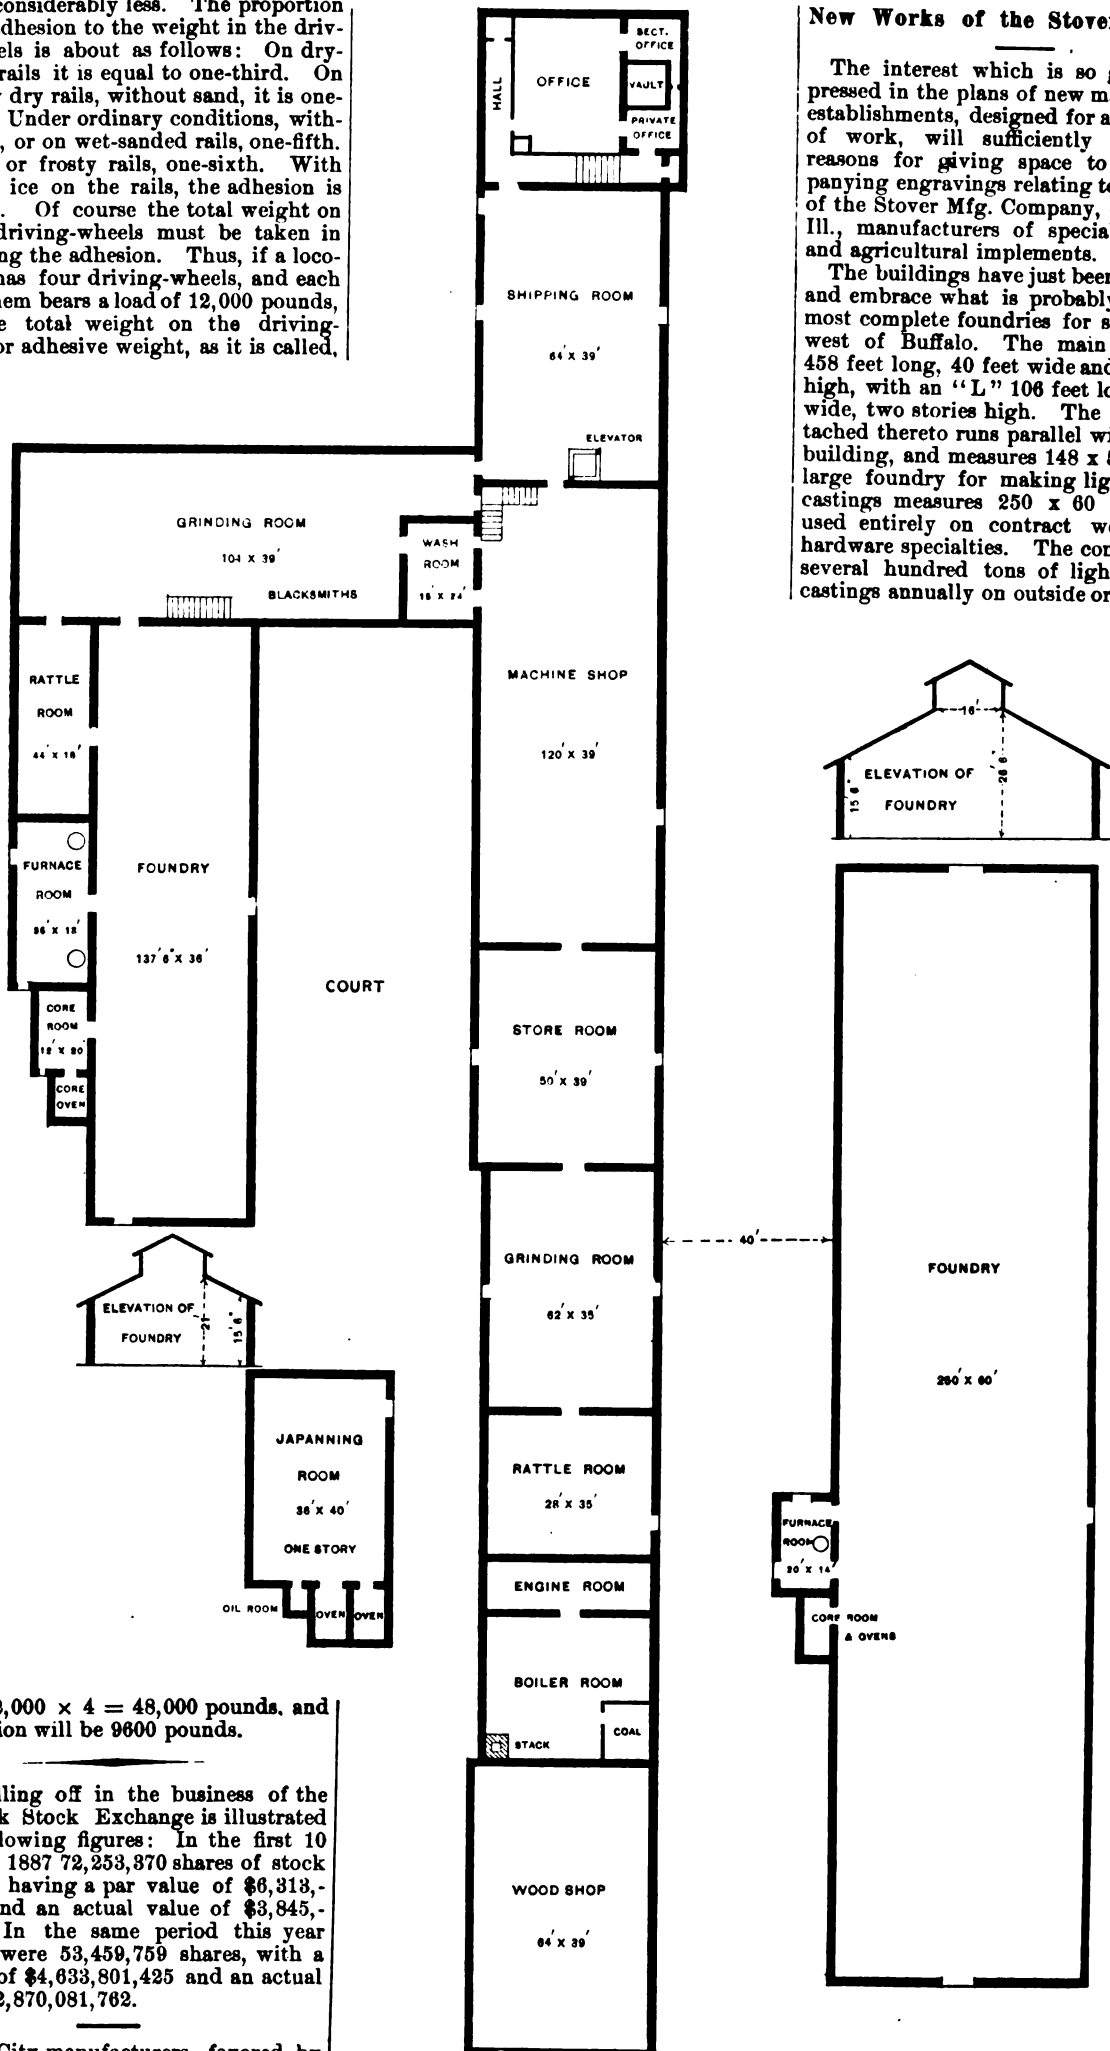 considerably less. The proportion
dhesion to the weight in the driv-
els is about as follows: On dry-
rails it is equal to one-third. On
dry rails, without sand, it is one-
Under ordinary conditions, with-
, or on wet-sanded rails, one-fifth.
or frosty rails, one-sixth. With
ice on the rails, the adhesion is
. Of course the total weight on
driving-wheels must be taken in
ng the adhesion. Thus, if a loco-
has four driving-wheels, and each
hem bears a load of 12,000 pounds,
e total weight on the driving-
or adhesive weight, as it is called,
HALL
OFFICE
SECT.
OFFICE
VAULT
PRIVATE
OFFICE
SHIPPING ROOM
64' X 39'
ELEVATOR
New Works of the Stover
The interest which is so g
pressed in the plans of new m
establishments, designed for a
of work, will sufficiently
reasons for giving space to
panying engravings relating to
of the Stover Mfg. Company,
Ill., manufacturers of special
and agricultural implements.
The buildings have just been
and embrace what is probably
most complete foundries for s
west of Buffalo. The main
458 feet long, 40 feet wide and
high, with an "L" 106 feet lo
wide, two stories high. The
tached thereto runs parallel wi
building, and measures 148 x
large foundry for making lig
castings measures 250 x 60
used entirely on contract wo
hardware specialties. The con
several hundred tons of ligh
castings annually on outside or
GRINDING ROOM
104 X 39'
BLACKSMITHS
WASH
ROOM
15' X 24'
RATTLE
ROOM
44' X 18'
FURNACE
ROOM
36' X 18'
CORE
ROOM
12' X 20'
CORE
OVEN
FOUNDRY
137' 6" X 36'
COURT
MACHINE SHOP
120' X 39'
STORE ROOM
50' X 39'
GRINDING ROOM
62' X 35'
RATTLE ROOM
28' X 35'
ENGINE ROOM
BOILER ROOM
COAL
STACK
WOOD SHOP
64' X 39'
40'
16'
ELEVATION OF
FOUNDRY
15' 6"
26' 6"
FOUNDRY
250' X 60'
FURNACE
ROOM
20' X 14'
CORE ROOM
& OVENS
ELEVATION OF
FOUNDRY
21'
15' 6"
JAPANNING
ROOM
36' X 40'
ONE STORY
OIL ROOM
OVEN
OVEN
,000 × 4 = 48,000 pounds, and
ion will be 9600 pounds.
lling off in the business of the
k Stock Exchange is illustrated
lowing figures: In the first 10
1887 72,253,370 shares of stock
having a par value of $6,313,-
nd an actual value of $3,845,-
In the same period this year
were 53,459,759 shares, with a
of $4,633,801,425 and an actual
2,870,081,762.
City manufacturers, favored by